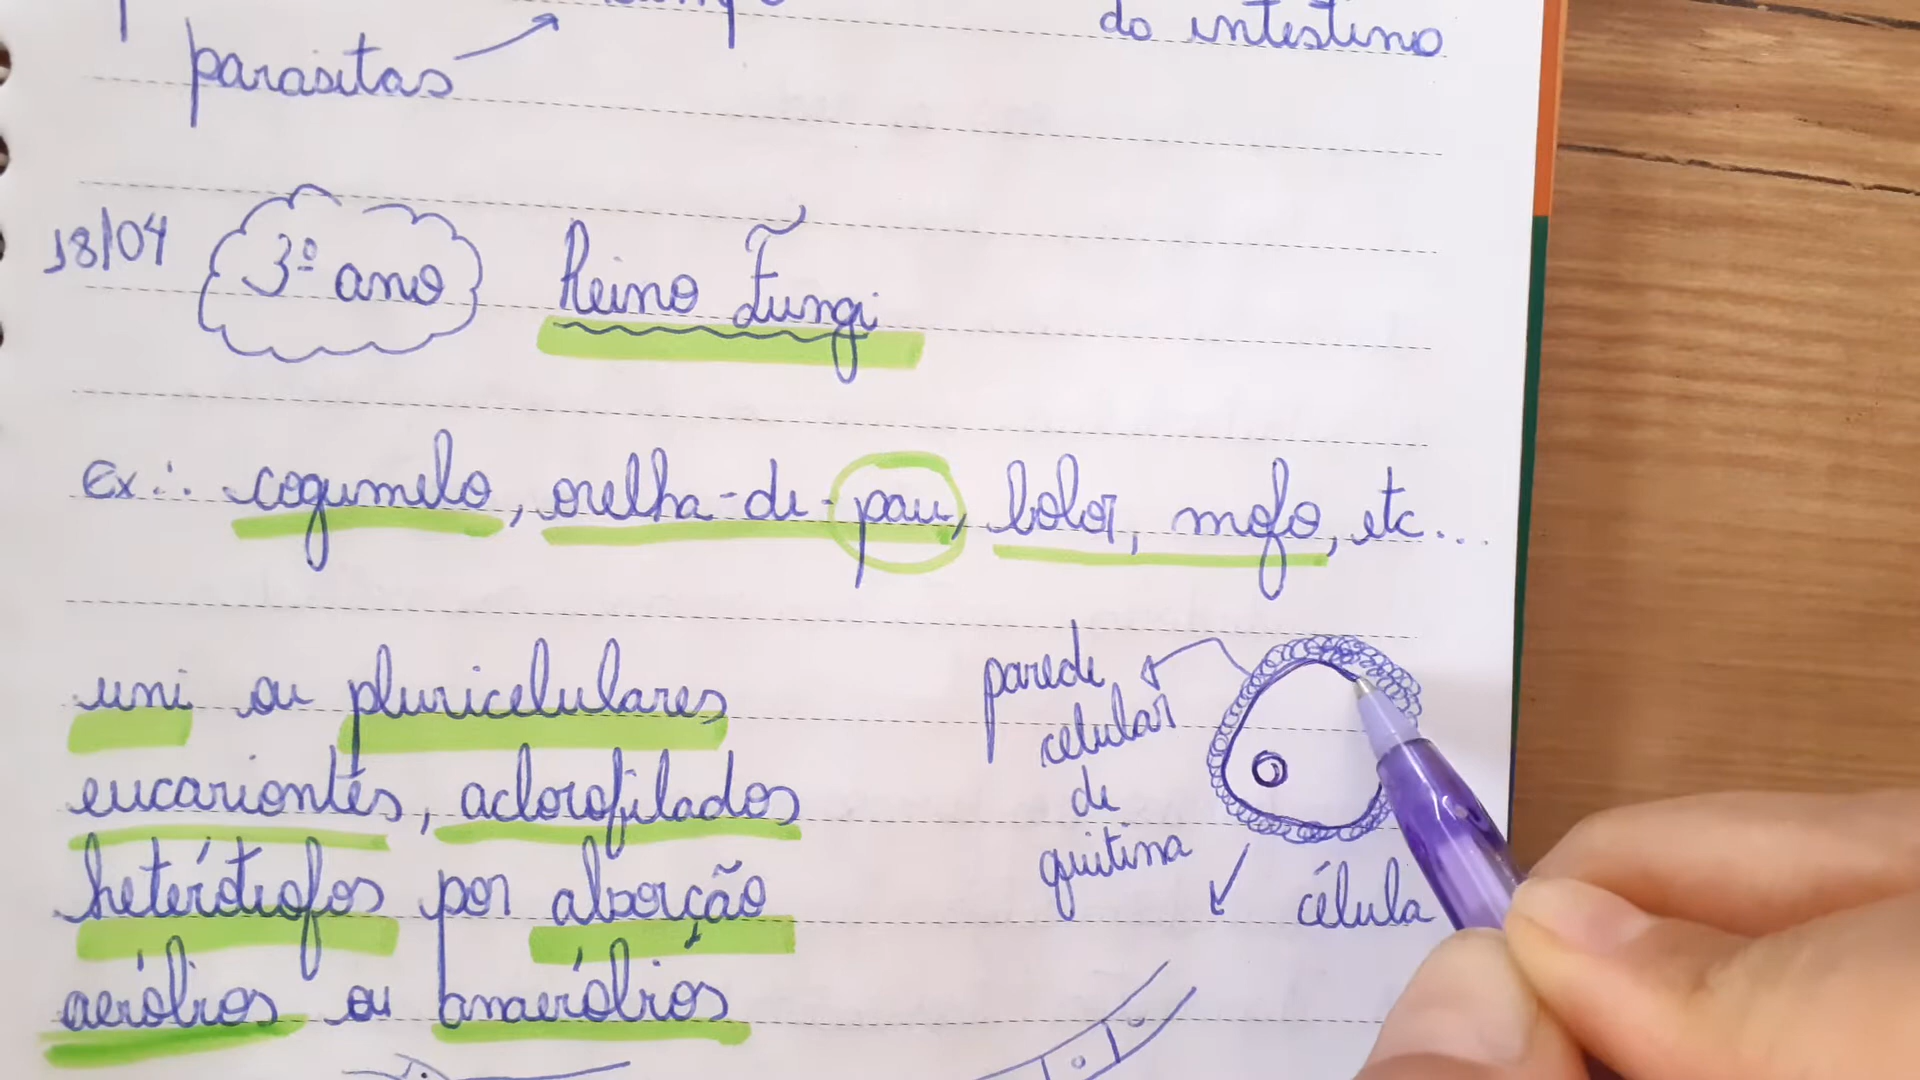 do intestino
parasitas
18/04 3º ano Reino Fungi
ex: cogumelo, orelha-de-pau, bolor, mofo, etc...
uni ou pluricelulares
eucariontes, aclorofilados
heterótrofos por absorção
aeróbios ou anaeróbios
parede
celular
de
quitina
célula